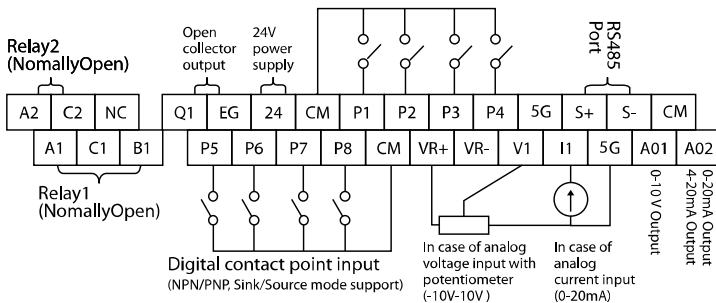 Relay2
(NomallyOpen)
Open
collector
output
24V
power
supply
RS485
Port
A2 C2 NC Q1 EG 24 CM P1 P2 P3 P4 5G S+ S- CM
A1 C1 B1 P5 P6 P7 P8 CM VR+ VR- V1 I1 5G A01 A02
Relay1
(NomallyOpen)
Digital contact point input
(NPN/PNP, Sink/Source mode support)
In case of analog
voltage input with
potentiometer
(-10V-10V )
In case of
analog
current input
(0-20mA)
0-10 V Output
4-20mA Output
0-20mA Output